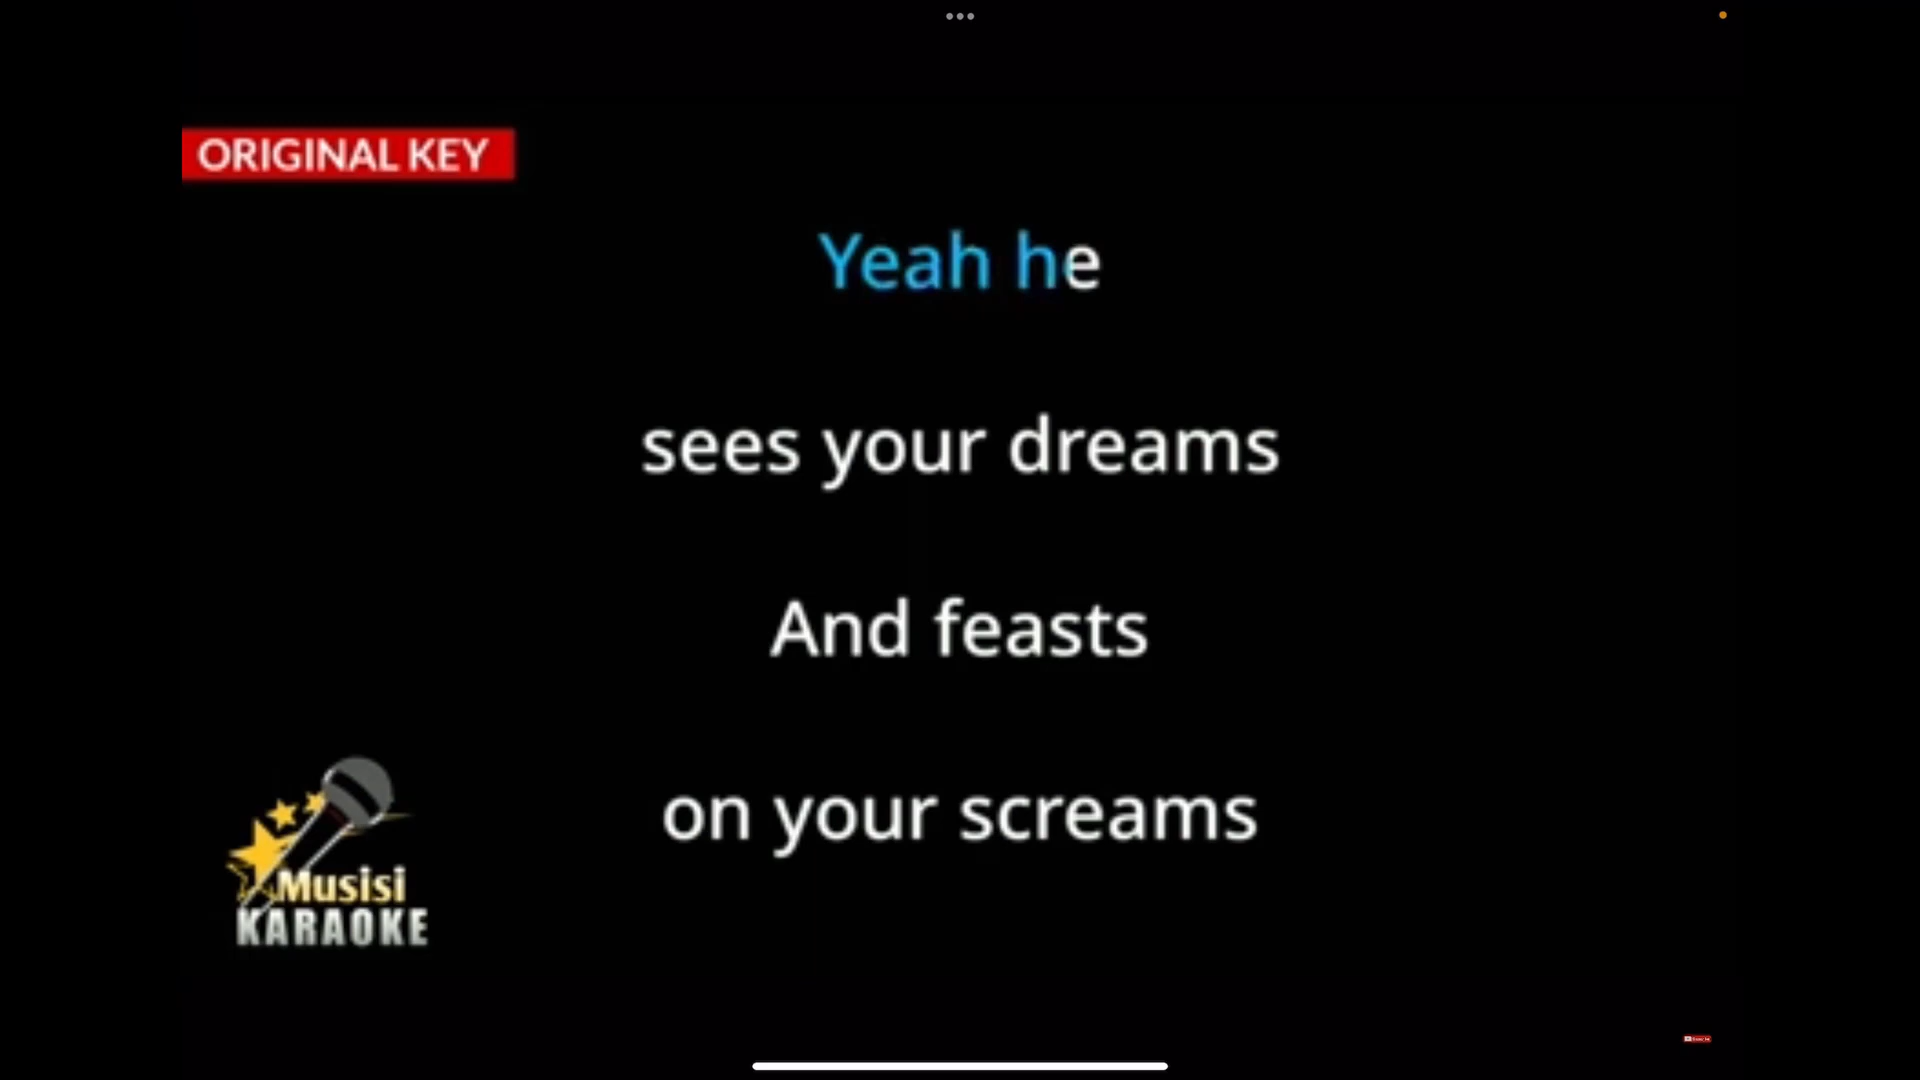 ORIGINAL KEY
Yeah he
sees your dreams
And feasts
on your screams
Musisi
KARAOKE